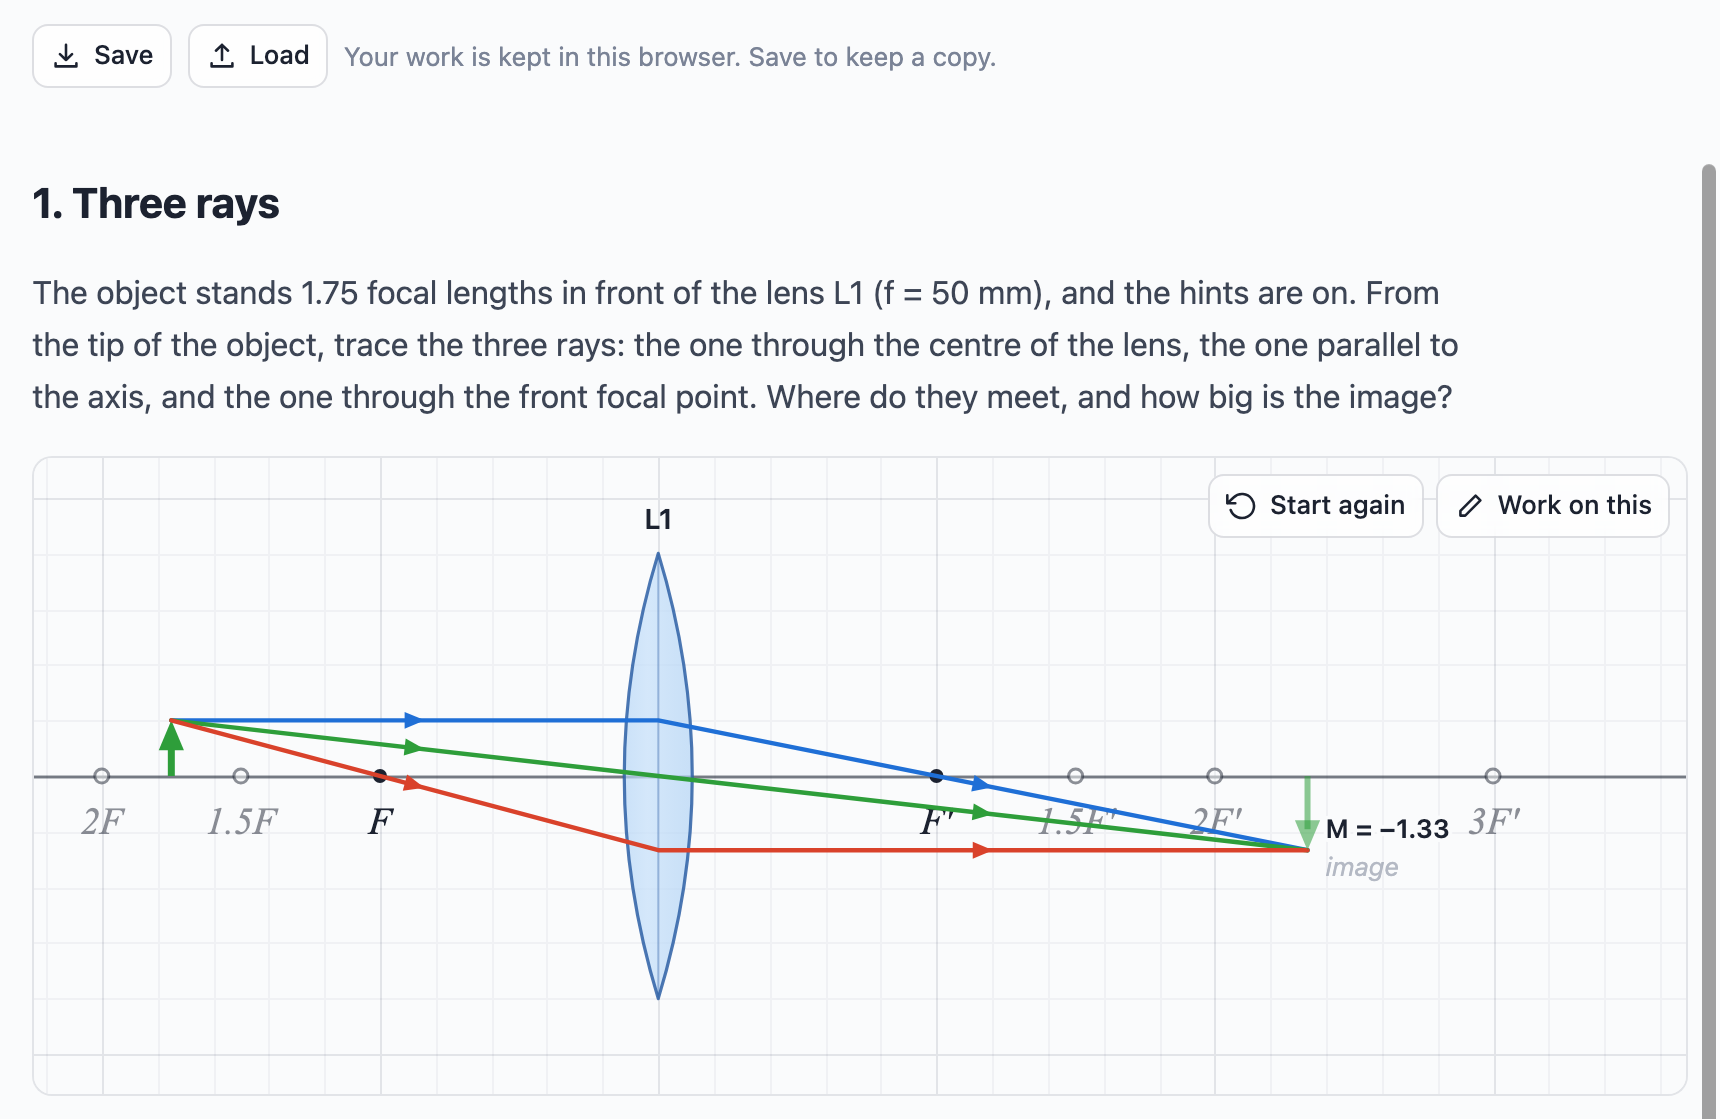 Save Load Your work is kept in this browser. Save to keep a copy.
1. Three rays
The object stands 1.75 focal lengths in front of the lens L1 (f = 50 mm), and the hints are on. From
the tip of the object, trace the three rays: the one through the centre of the lens, the one parallel to
the axis, and the one through the front focal point. Where do they meet, and how big is the image?
Start again Work on this
L1
2F 1.5F F F′ 1.5F′ 2F′ M = −1.33 3F′
image